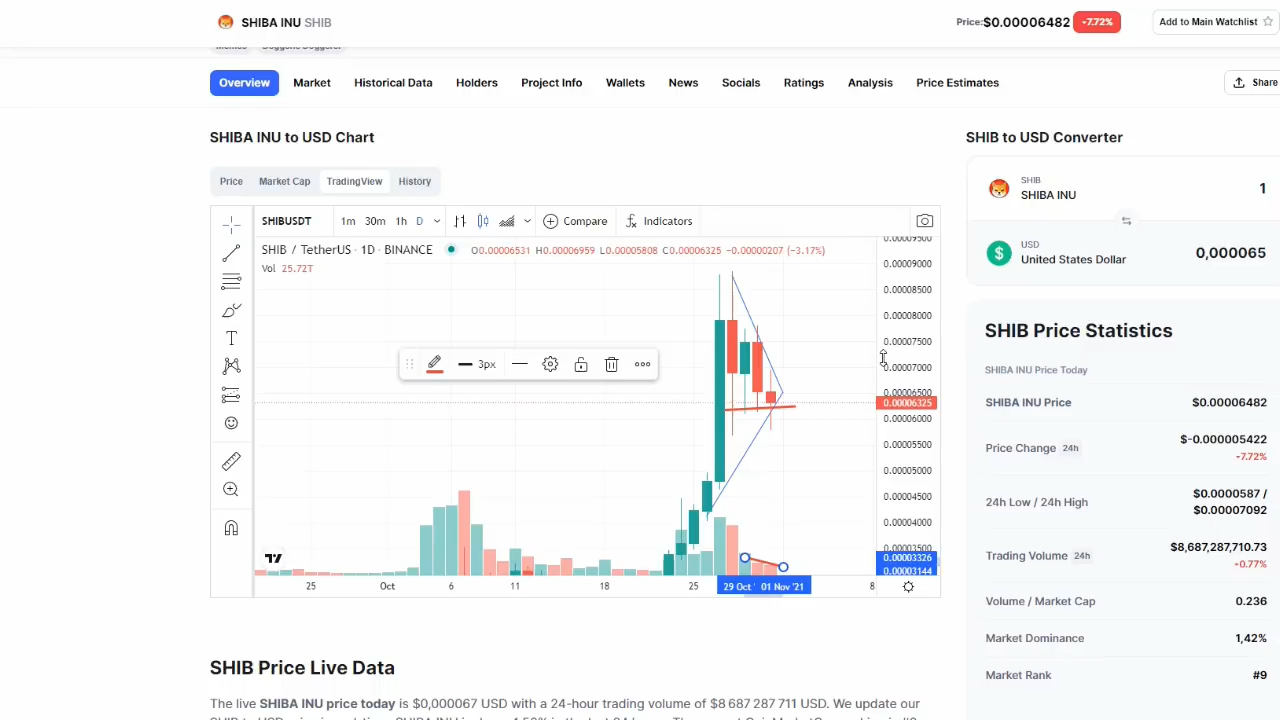 SHIBA INU SHIB
Price:$0.00006482 -7.72%
Add to Main Watchlist
Memes Doggone Doggerel
Overview Market Historical Data Holders Project Info Wallets News Socials Ratings Analysis Price Estimates
Share
SHIBA INU to USD Chart
Price Market Cap TradingView History
SHIBUSDT 1m 30m 1h D Compare Indicators
SHIB / TetherUS · 1D · BINANCE O0.00006531 H0.00006959 L0.00005808 C0.00006325 −0.00000207 (−3.17%)
Vol 25.72T
3px
0.00009500
0.00009000
0.00008500
0.00008000
0.00007500
0.00007000
0.00006500
0.00006325
0.00006000
0.00005500
0.00005000
0.00004500
0.00004000
0.00003500
0.00003326
0.00003144
25 Oct 6 11 18 25 29 Oct ' 01 Nov '21 8
SHIB to USD Converter
SHIB
SHIBA INU
1
USD
United States Dollar
0,000065
$
SHIB Price Statistics
SHIBA INU Price Today
SHIBA INU Price $0.00006482
Price Change 24h $-0.000005422
-7.72%
24h Low / 24h High $0.0000587 /
$0.00007092
Trading Volume 24h $8,687,287,710.73
-0.77%
Volume / Market Cap 0.236
Market Dominance 1,42%
Market Rank #9
SHIB Price Live Data
The live SHIBA INU price today is $0,000067 USD with a 24-hour trading volume of $8 687 287 711 USD. We update our